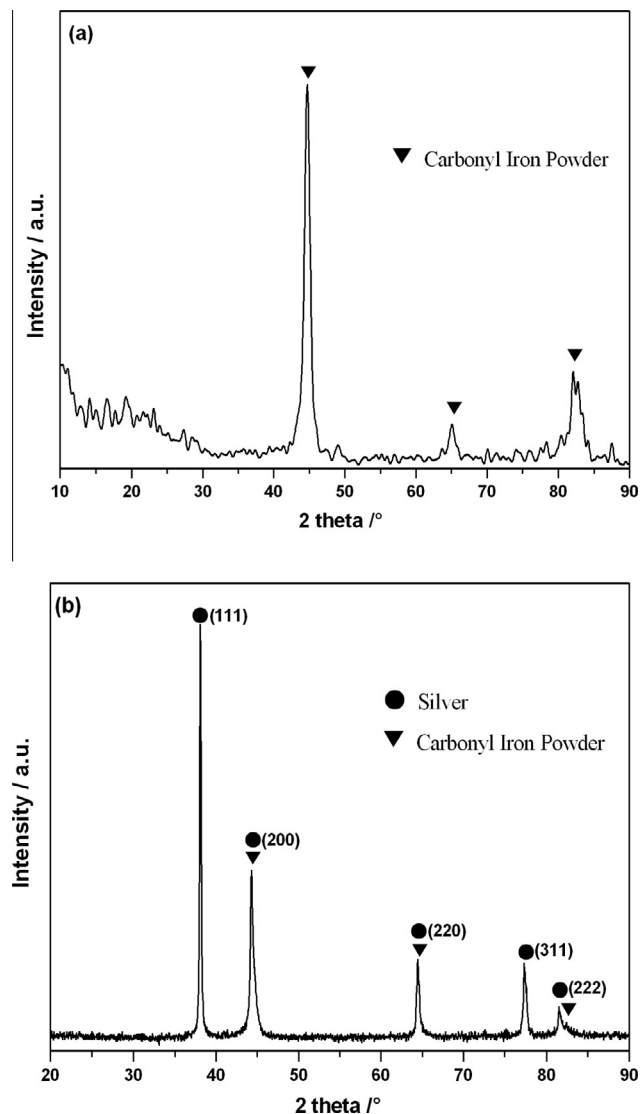 (a)
Carbonyl Iron Powder
Intensity / a.u.
10 20 30 40 50 60 70 80 90
2 theta /°
(b)
(111)
Silver
Carbonyl Iron Powder
(200)
(220)
(311)
(222)
Intensity / a.u.
20 30 40 50 60 70 80 90
2 theta /°